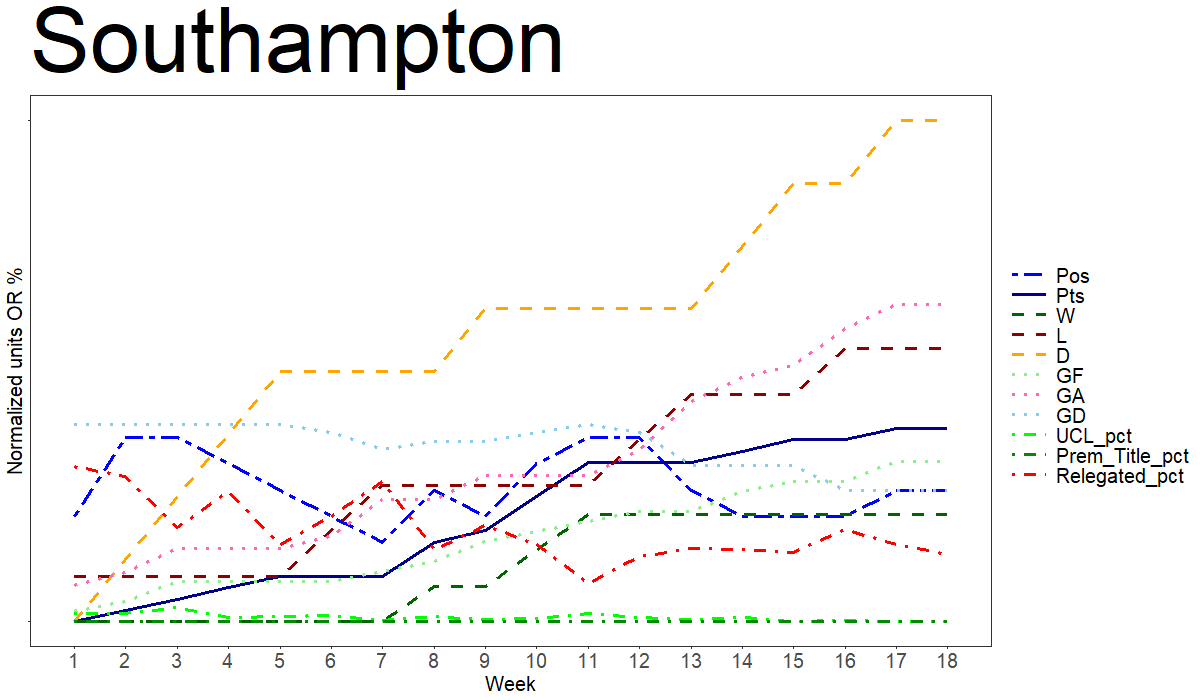 Southampton
Normalized units OR %
Pos
Pts
W
L
D
GF
GA
GD
UCL_pct
Prem_Title_pct
Relegated_pct
1 2 3 4 5 6 7 8 9 10 11 12 13 14 15 16 17 18
Week